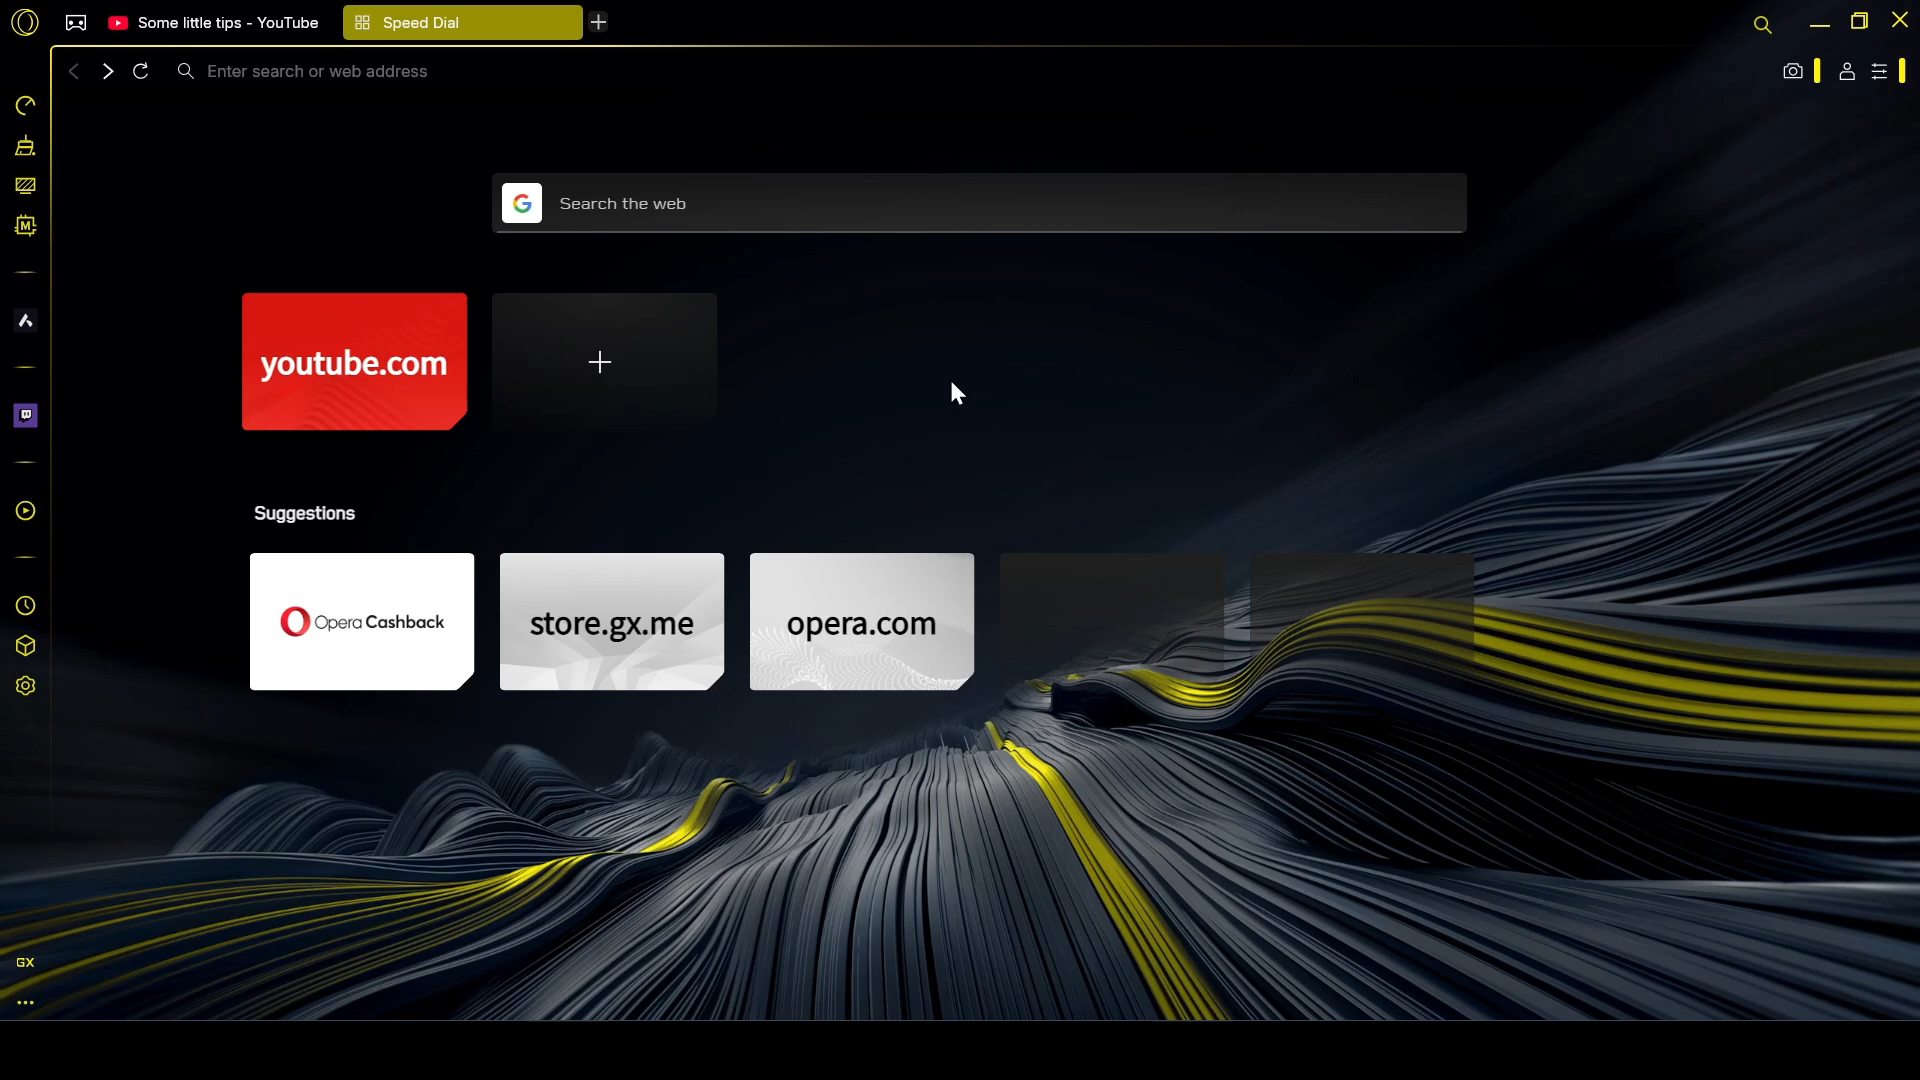 Some little tips - YouTube
Speed Dial
Enter search or web address
Search the web
youtube.com
Suggestions
Opera Cashback
store.gx.me
opera.com
M
GX